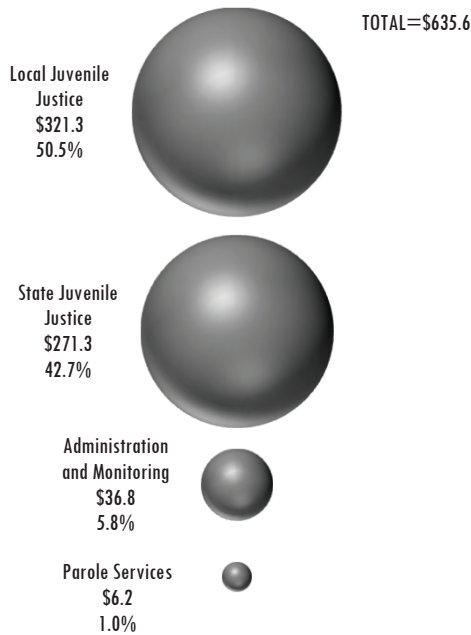 TOTAL=$635.6
Local Juvenile
Justice
$321.3
50.5%
State Juvenile
Justice
$271.3
42.7%
Administration
and Monitoring
$36.8
5.8%
Parole Services
$6.2
1.0%